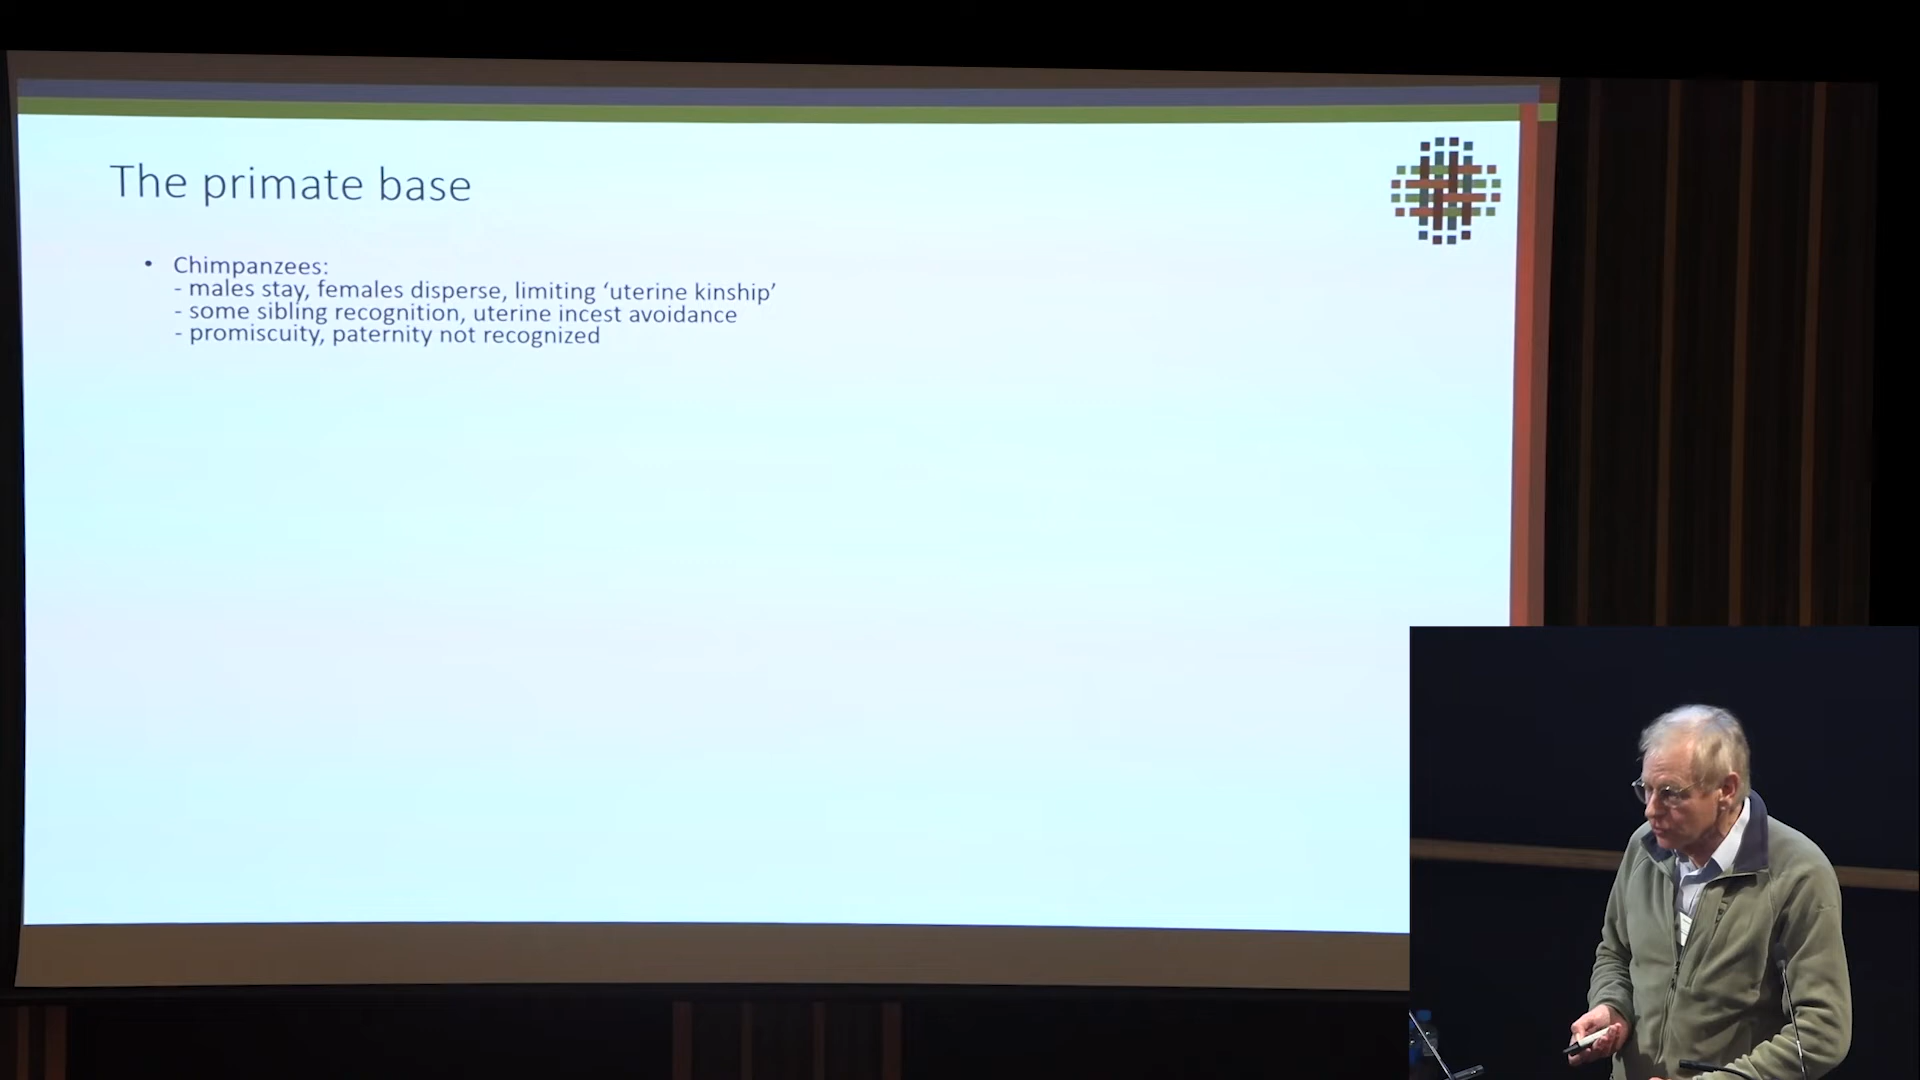 The primate base
• Chimpanzees:
- males stay, females disperse, limiting ‘uterine kinship’
- some sibling recognition, uterine incest avoidance
- promiscuity, paternity not recognized